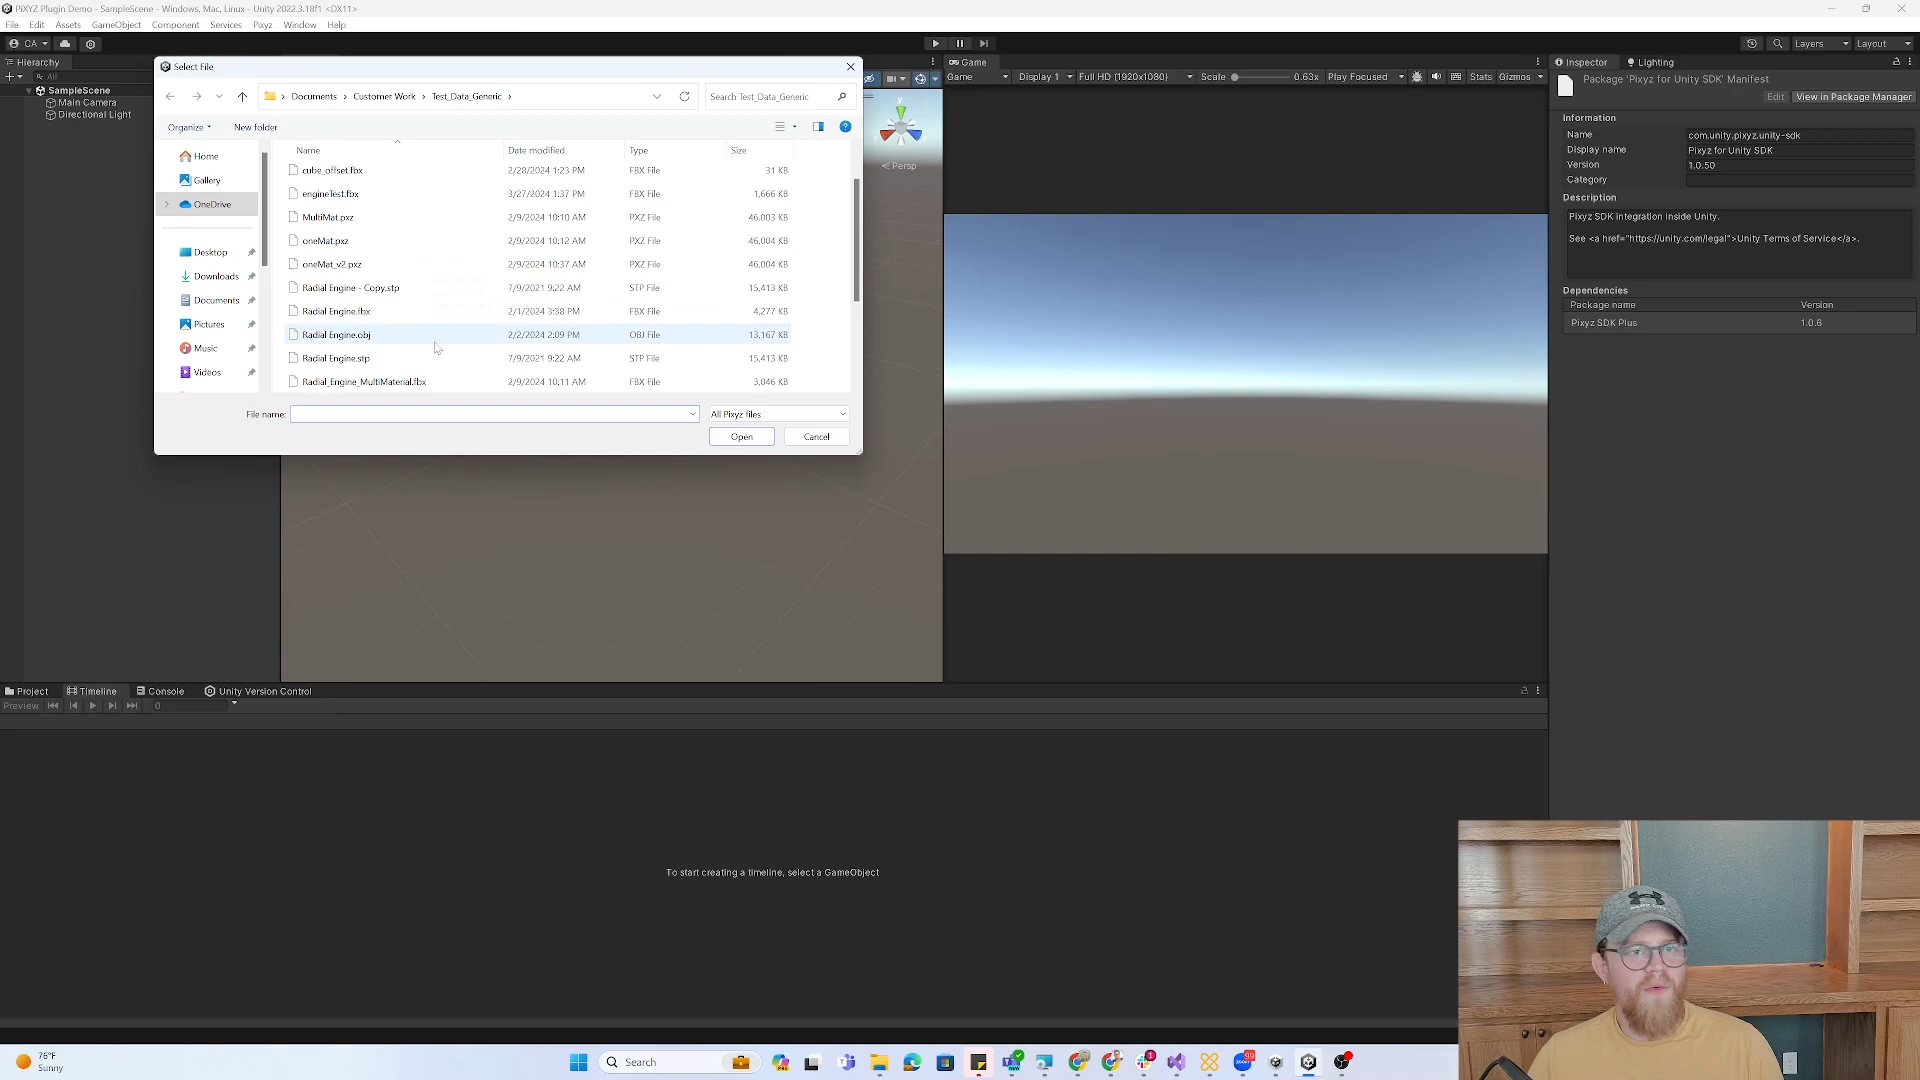 PiXYZ Plugin Demo - SampleScene - Windows, Mac, Linux - Unity 2022.3.18f1 <DX11>
File Edit Assets GameObject Component Services Pixyz Window Help
CA
Layers Layout
Hierarchy
All
SampleScene
Main Camera
Directional Light
Select File
Documents > Customer Work > Test_Data_Generic >
Search Test_Data_Generic
Organize New folder
Home
Gallery
OneDrive
Desktop
Downloads
Documents
Pictures
Music
Videos
Name Date modified Type Size
cube_offset.fbx 2/28/2024 1:23 PM FBX File 31 KB
engineTest.fbx 3/27/2024 1:37 PM FBX File 1,666 KB
MultiMat.pxz 2/9/2024 10:10 AM PXZ File 46,003 KB
oneMat.pxz 2/9/2024 10:12 AM PXZ File 46,004 KB
oneMat_v2.pxz 2/9/2024 10:37 AM PXZ File 46,004 KB
Radial Engine - Copy.stp 7/9/2021 9:22 AM STP File 15,413 KB
Radial Engine.fbx 2/1/2024 3:38 PM FBX File 4,277 KB
Radial Engine.obj 2/2/2024 2:09 PM OBJ File 13,167 KB
Radial Engine.stp 7/9/2021 9:22 AM STP File 15,413 KB
Radial_Engine_MultiMaterial.fbx 2/9/2024 10:11 AM FBX File 3,046 KB
File name: All Pixyz files
Open Cancel
< Persp
Game
Game Display 1 Full HD (1920x1080) Scale 0.63x Play Focused Stats Gizmos
Inspector Lighting
Package 'Pixyz for Unity SDK' Manifest
Edit View in Package Manager
Information
Name com.unity.pixyz.unity-sdk
Display name Pixyz for Unity SDK
Version 1.0.50
Category
Description
Pixyz SDK integration inside Unity.
See <a href="https://unity.com/legal">Unity Terms of Service</a>.
Dependencies
Package name Version
Pixyz SDK Plus 1.0.6
Project Timeline Console Unity Version Control
Preview 0
To start creating a timeline, select a GameObject
76°F
Sunny
Search
NEW
99
1